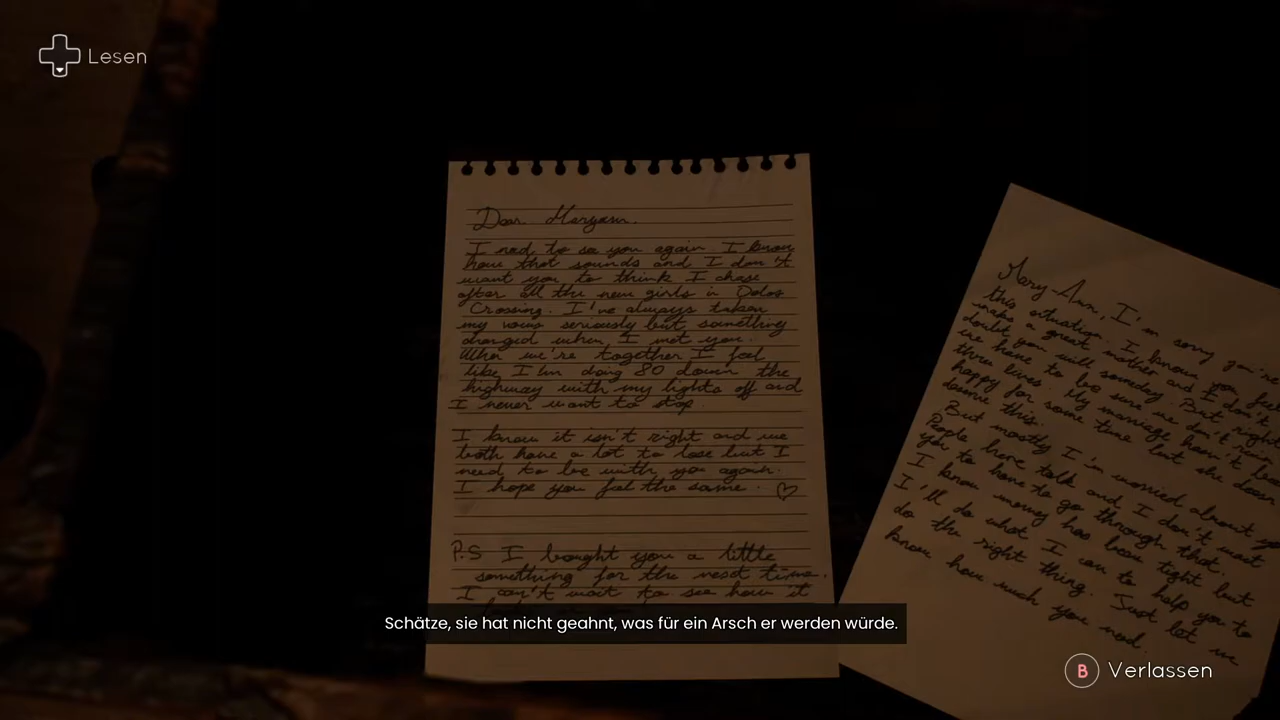 Lesen
Dear Maryann.
I need to see you again. I know
how that sounds and I don't
want you to think I chase
after all the new girls in Delos
Crossing. I've always taken
my vows seriously but something
changed when I met you.
When we're together I feel
like I'm doing 80 down the
highway with my lights off and
I never want to stop.
I know it isn't right and we
both have a lot to lose but I
need to be with you again.
I hope you feel the same. ♡
P.S I bought you a little
something for the next time.
I can't wait to see how it
Mary-Ann, I'm sorry you're
this situation. I know you feel
make a great mother and I don't
doubt you will someday. But right
we have to be sure we don't ruin
three lives. My marriage hasn't been
happy for some time but she doesn't
deserve this.
But mostly I'm worried about you
People here talk and I don't want
you to have to go through that.
I know money has been tight but
I'll do what I can to help you to
do the right thing. Just let me
know how much you need.
Schätze, sie hat nicht geahnt, was für ein Arsch er werden würde.
B Verlassen